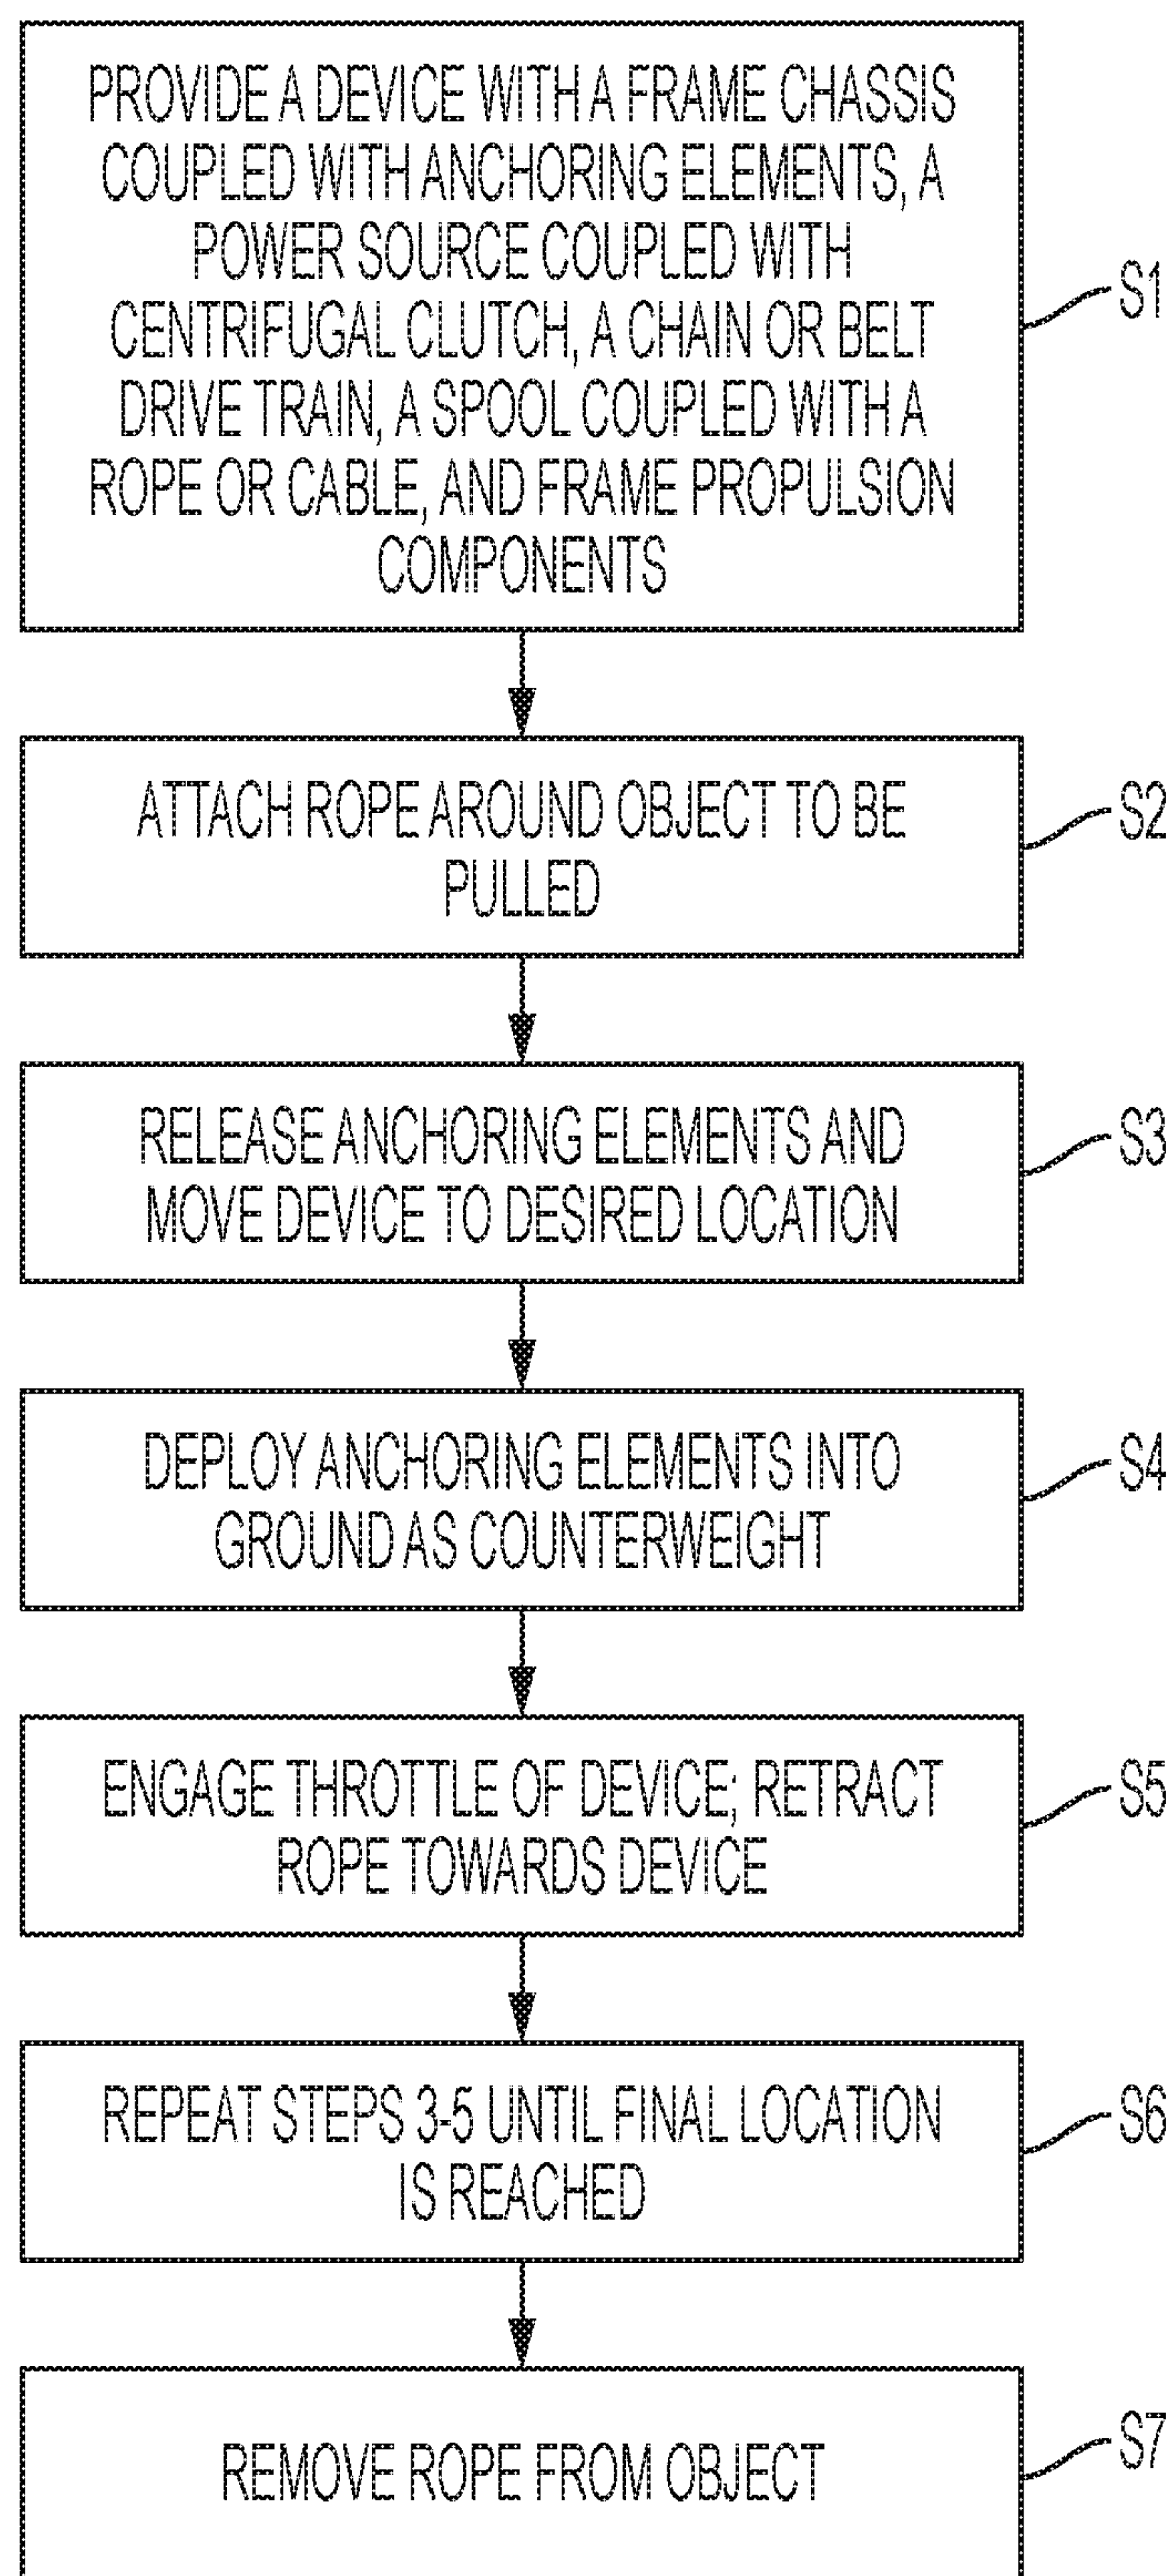 PROVIDE A DEVICE WITH A FRAME CHASSIS
COUPLED WITH ANCHORING ELEMENTS, A
POWER SOURCE COUPLED WITH
CENTRIFUGAL CLUTCH, A CHAIN OR BELT
DRIVE TRAIN, A SPOOL COUPLED WITH A
ROPE OR CABLE, AND FRAME PROPULSION
COMPONENTS
S1
ATTACH ROPE AROUND OBJECT TO BE
PULLED
S2
RELEASE ANCHORING ELEMENTS AND
MOVE DEVICE TO DESIRED LOCATION
S3
DEPLOY ANCHORING ELEMENTS INTO
GROUND AS COUNTERWEIGHT
S4
ENGAGE THROTTLE OF DEVICE; RETRACT
ROPE TOWARDS DEVICE
S5
REPEAT STEPS 3-5 UNTIL FINAL LOCATION
IS REACHED
S6
REMOVE ROPE FROM OBJECT
S7